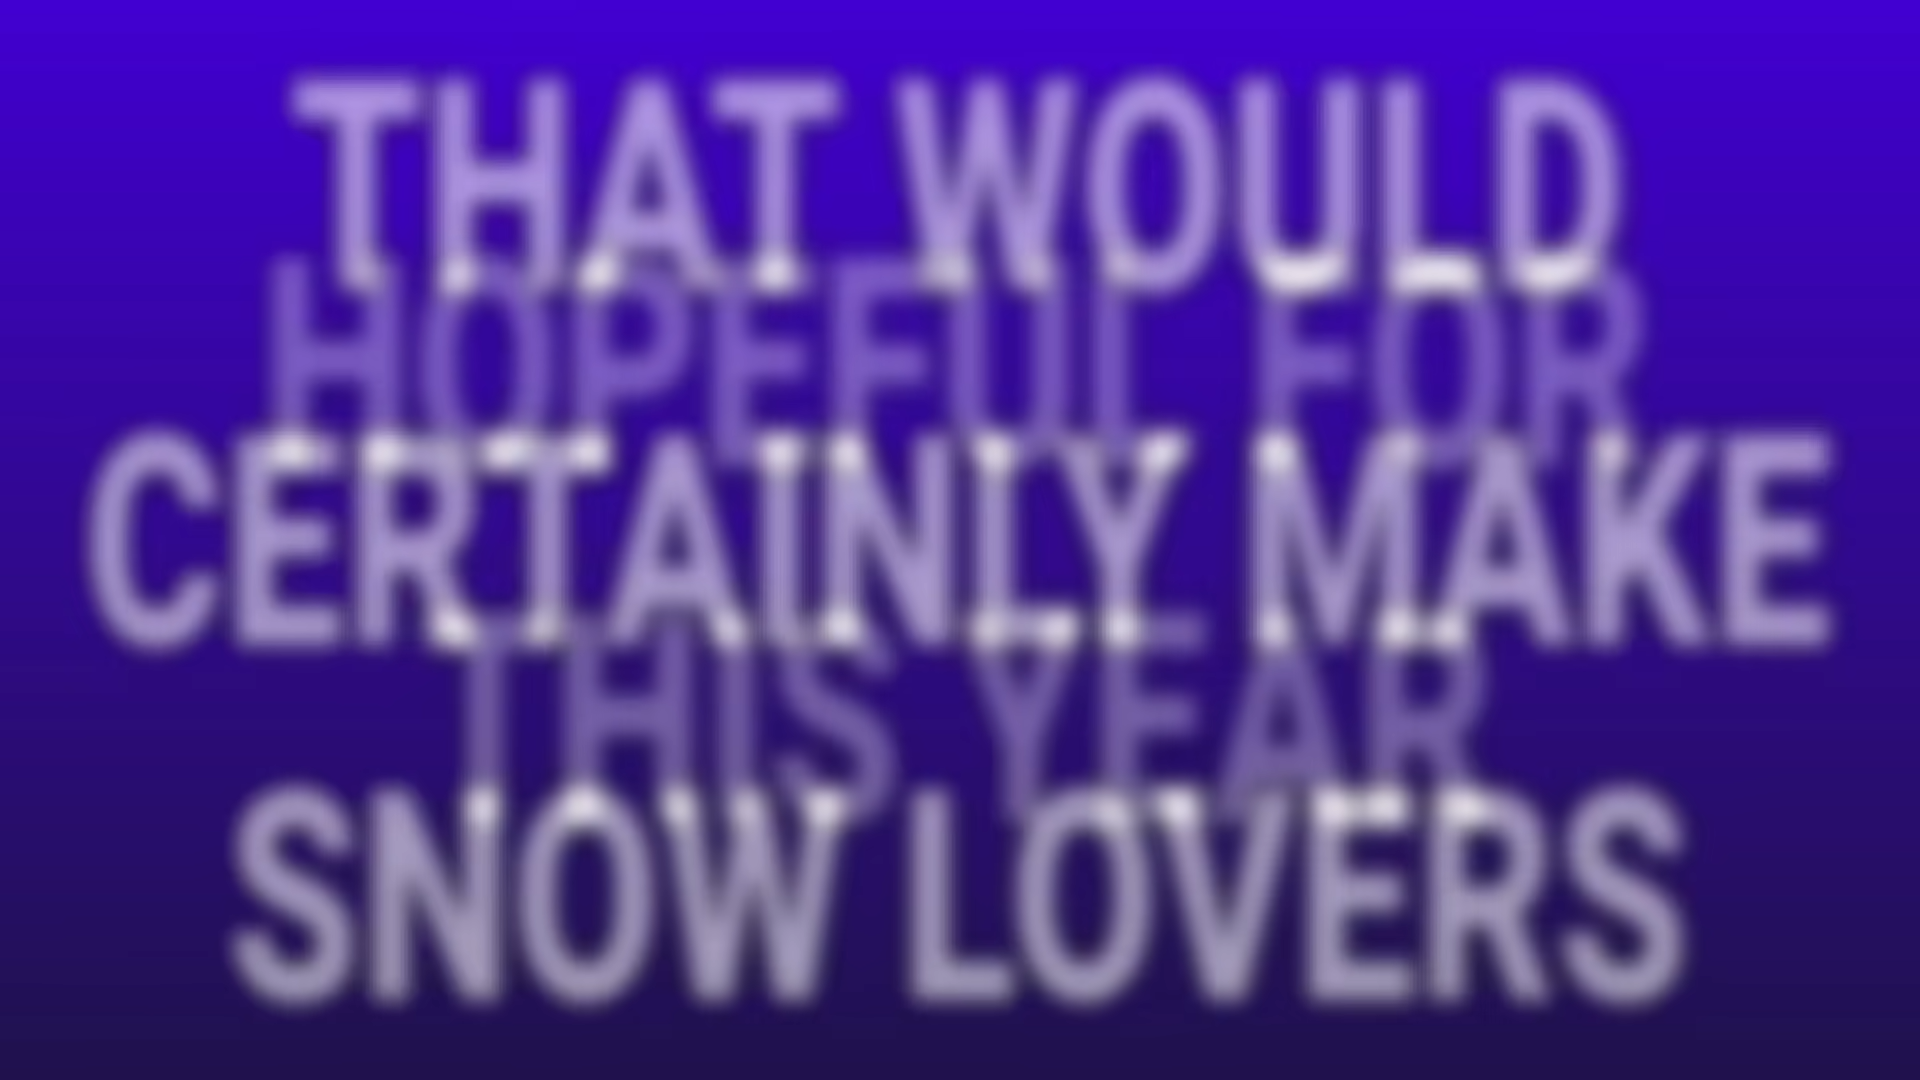 THAT WOULD
HOPEFUL FOR
CERTAINLY MAKE
THIS YEAR
SNOW LOVERS